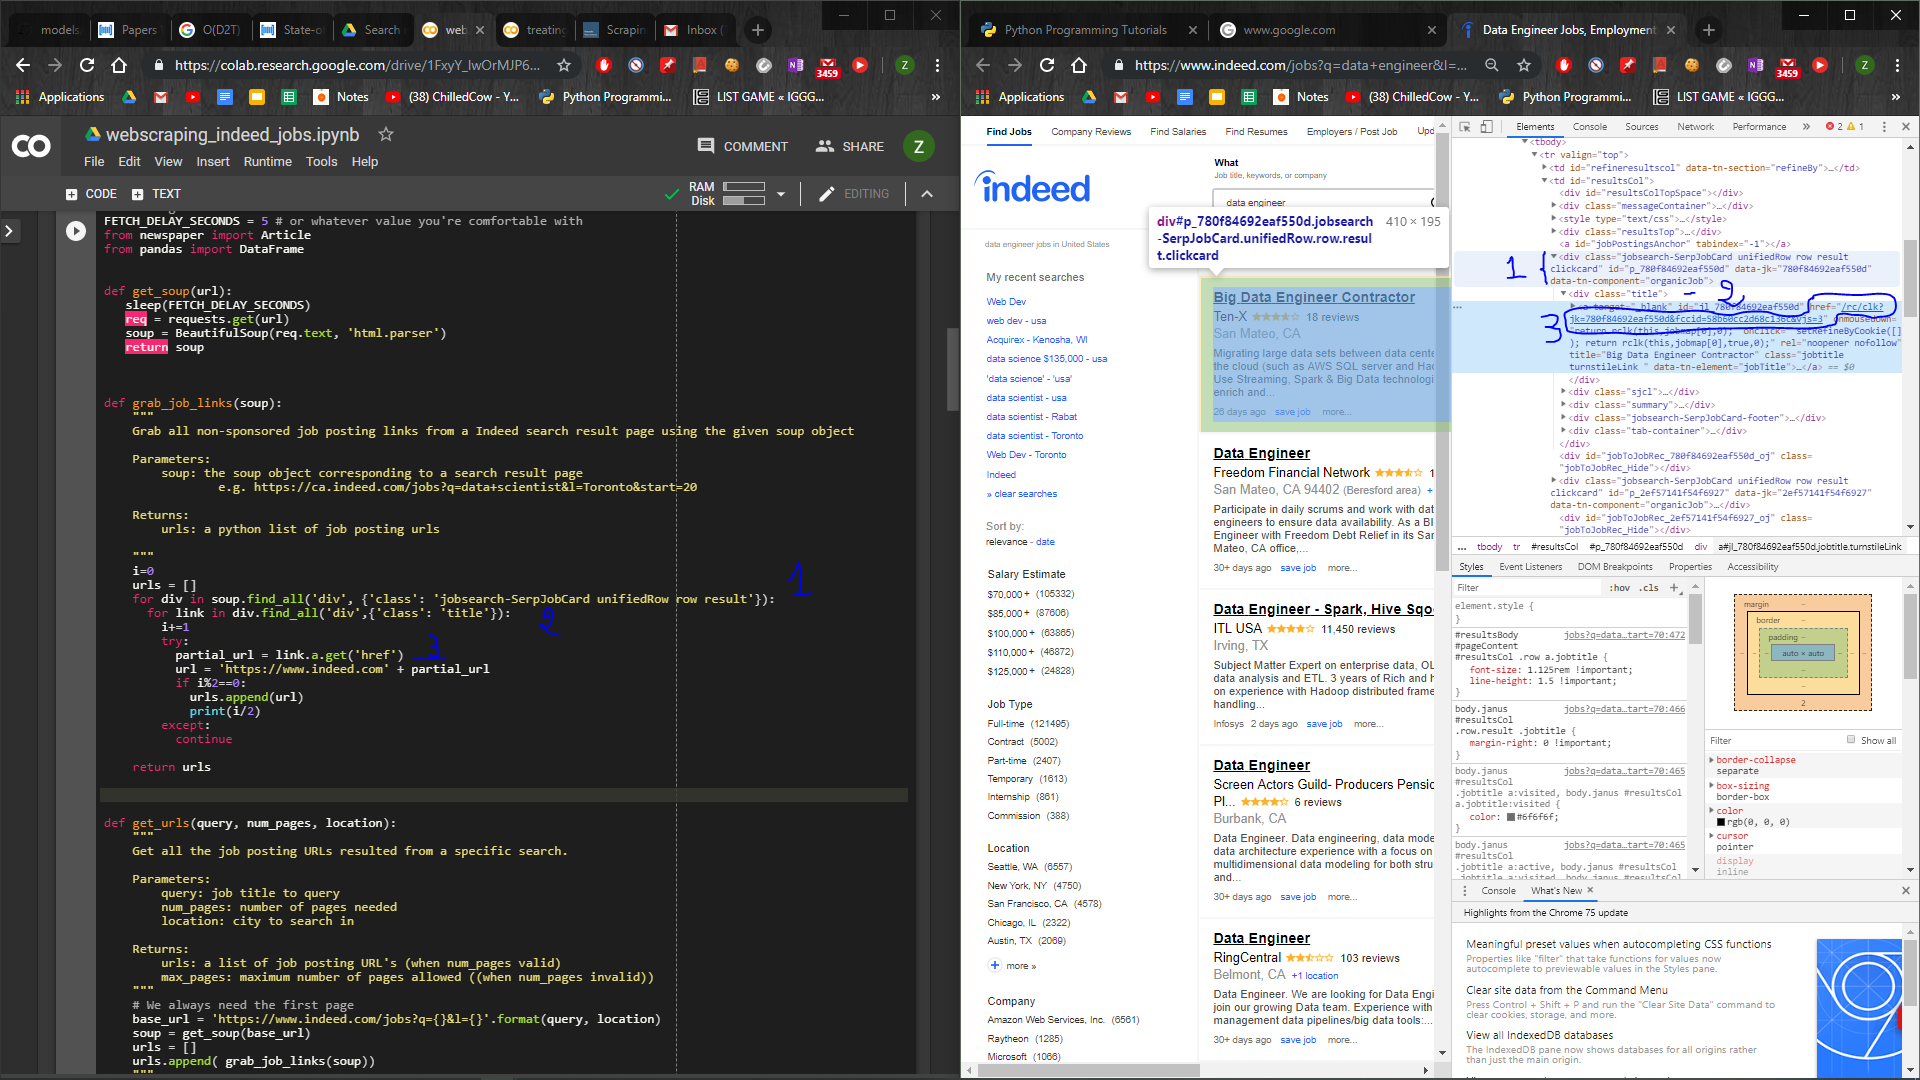 models
Papers
O(D2T)
State-o
Search
web
treating
Scrapin
Inbox (
https://colab.research.google.com/drive/1FxyY_lwOrMJP6...
3459
Z
Applications
Notes
(38) ChilledCow - Y...
Python Programmi...
LIST GAME « IGGG...
»
webscraping_indeed_jobs.ipynb
File Edit View Insert Runtime Tools Help
COMMENT
SHARE
Z
CODE
TEXT
RAM
Disk
EDITING
FETCH_DELAY_SECONDS = 5 # or whatever value you're comfortable with
from newspaper import Article
from pandas import DataFrame
def get_soup(url):
sleep(FETCH_DELAY_SECONDS)
req = requests.get(url)
soup = BeautifulSoup(req.text, 'html.parser')
return soup
def grab_job_links(soup):
"""
Grab all non-sponsored job posting links from a Indeed search result page using the given soup object
Parameters:
soup: the soup object corresponding to a search result page
e.g. https://ca.indeed.com/jobs?q=data+scientist&l=Toronto&start=20
Returns:
urls: a python list of job posting urls
"""
i=0
urls = []
for div in soup.find_all('div', {'class': 'jobsearch-SerpJobCard unifiedRow row result'}):
1
for link in div.find_all('div',{'class': 'title'}):
2
i+=1
try:
partial_url = link.a.get('href')
3
url = 'https://www.indeed.com' + partial_url
if i%2==0:
urls.append(url)
print(i/2)
except:
continue
return urls
def get_urls(query, num_pages, location):
"""
Get all the job posting URLs resulted from a specific search.
Parameters:
query: job title to query
num_pages: number of pages needed
location: city to search in
Returns:
urls: a list of job posting URL's (when num_pages valid)
max_pages: maximum number of pages allowed ((when num_pages invalid))
"""
# We always need the first page
base_url = 'https://www.indeed.com/jobs?q={}&l={}'.format(query, location)
soup = get_soup(base_url)
urls = []
urls.append( grab_job_links(soup))
"""
Python Programming Tutorials
www.google.com
Data Engineer Jobs, Employment
https://www.indeed.com/jobs?q=data+engineer&l=...
3459
Z
Applications
Notes
(38) ChilledCow - Y...
Python Programmi...
LIST GAME « IGGG...
»
Find Jobs
Company Reviews
Find Salaries
Find Resumes
Employers / Post Job
Upd
indeed
What
Job title, keywords, or company
data engineer
div#p_780f84692eaf550d.jobsearch
-SerpJobCard.unifiedRow.row.resul
t.clickcard
410 × 195
data engineer jobs in United States
My recent searches
Web Dev
web dev - usa
Acquirex - Kenosha, WI
data science $135,000 - usa
'data science' - 'usa'
data scientist - usa
data scientist - Rabat
data scientist - Toronto
Web Dev - Toronto
Indeed
» clear searches
Sort by:
relevance - date
Salary Estimate
$70,000+ (105332)
$85,000+ (87606)
$100,000+ (63865)
$110,000+ (46872)
$125,000+ (24828)
Job Type
Full-time (121495)
Contract (5002)
Part-time (2407)
Temporary (1613)
Internship (861)
Commission (388)
Location
Seattle, WA (6557)
New York, NY (4750)
San Francisco, CA (4578)
Chicago, IL (2322)
Austin, TX (2069)
more »
Company
Amazon Web Services, Inc. (6561)
Raytheon (1285)
Microsoft (1066)
Big Data Engineer Contractor
Ten-X
18 reviews
San Mateo, CA
Migrating large data sets between data cente
the cloud (such as AWS SQL server and Had
Use Streaming, Spark & Big Data technologi
enrich and...
26 days ago save job more...
Data Engineer
Freedom Financial Network
1
San Mateo, CA 94402 (Beresford area) +
Participate in daily scrums and work with dat
engineers to ensure data availability. As a BI
Engineer with Freedom Debt Relief in its San
Mateo, CA office,...
30+ days ago save job more...
Data Engineer - Spark, Hive Sqo
ITL USA
11,450 reviews
Irving, TX
Subject Matter Expert on enterprise data, OL
data analysis and ETL. 3 years of Rich and h
on experience with Hadoop distributed frame
handling...
Infosys 2 days ago save job more...
Data Engineer
Screen Actors Guild- Producers Pensic
Pl...
6 reviews
Burbank, CA
Data Engineer. Data engineering, data mode
data architecture experience with a focus on
multidimensional data modeling for both stru
and...
30+ days ago save job more...
Data Engineer
RingCentral
103 reviews
Belmont, CA +1 location
Data Engineer. We are looking for Data Engi
join our growing Data team. Experience with
management data pipelines/big data tools:...
30+ days ago save job more...
Elements
Console
Sources
Network
Performance
»
2
1
<tbody>
<tr valign="top">
<td id="refineresultscol" data-tn-section="refineBy">…</td>
<td id="resultsCol">
<div id="resultsColTopSpace"></div>
<div class="messageContainer">…</div>
<style type="text/css">…</style>
<div class="resultsTop">…</div>
<a id="jobPostingsAnchor" tabindex="-1"></a>
1
<div class="jobsearch-SerpJobCard unifiedRow row result
clickcard" id="p_780f84692eaf550d" data-jk="780f84692eaf550d"
data-tn-component="organicJob">
<div class="title">
- 2
<a target="_blank" id="jl_780f84692eaf550d" href="/rc/clk?
3
jk=780f84692eaf550d&fccid=58b60cc2d68c136c&vjs=3" onmousedown=
"return rclk(this,jobmap[0],0);" onclick=" setRefineByCookie([]
); return rclk(this,jobmap[0],true,0);" rel="noopener nofollow"
title="Big Data Engineer Contractor" class="jobtitle
turnstileLink " data-tn-element="jobTitle">…</a> == $0
</div>
<div class="sjcl">…</div>
<div class="summary">…</div>
<div class="jobsearch-SerpJobCard-footer">…</div>
<div class="tab-container">…</div>
</div>
<div id="jobToJobRec_780f84692eaf550d_oj" class=
"jobToJobRec_Hide"></div>
<div class="jobsearch-SerpJobCard unifiedRow row result
clickcard" id="p_2ef57141f54f6927" data-jk="2ef57141f54f6927"
data-tn-component="organicJob">…</div>
<div id="jobToJobRec_2ef57141f54f6927_oj" class=
"jobToJobRec_Hide"></div>
... tbody tr #resultsCol #p_780f84692eaf550d div a#jl_780f84692eaf550d.jobtitle.turnstileLink
Styles
Event Listeners
DOM Breakpoints
Properties
Accessibility
Filter
:hov .cls +
element.style {
}
#resultsBody
jobs?q=data…tart=70:472
#pageContent
#resultsCol .row a.jobtitle {
font-size: 1.125rem !important;
line-height: 1.5 !important;
}
body.janus
jobs?q=data…tart=70:466
#resultsCol
.row.result .jobtitle {
margin-right: 0 !important;
}
body.janus
jobs?q=data…tart=70:465
#resultsCol
.jobtitle a:visited, body.janus #resultsCol
a.jobtitle:visited {
color: #6f6f6f;
}
body.janus
jobs?q=data…tart=70:465
#resultsCol
.jobtitle a:active, body.janus #resultsCol
margin
border
padding
auto × auto
2
Filter
Show all
border-collapse
separate
box-sizing
border-box
color
rgb(0, 0, 0)
cursor
pointer
display
inline
Console
What's New
Highlights from the Chrome 75 update
Meaningful preset values when autocompleting CSS functions
Properties like "filter" that take functions for values now
autocomplete to previewable values in the Styles pane.
Clear site data from the Command Menu
Press Control + Shift + P and run the "Clear Site Data" command to
clear cookies, storage, and more.
View all IndexedDB databases
The IndexedDB pane now shows databases for all origins rather
than just the main origin.